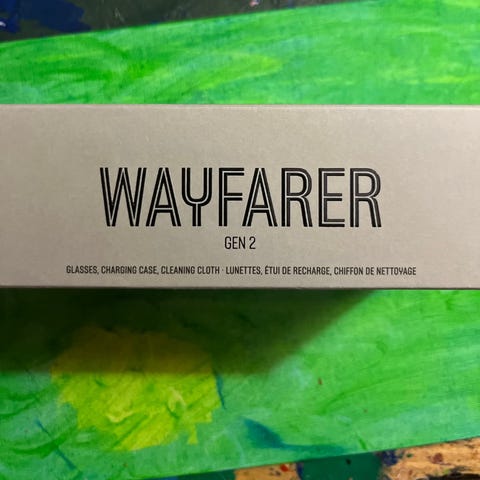 WAYFARER
GEN 2
GLASSES, CHARGING CASE, CLEANING CLOTH · LUNETTES, ÉTUI DE RECHARGE, CHIFFON DE NETTOYAGE